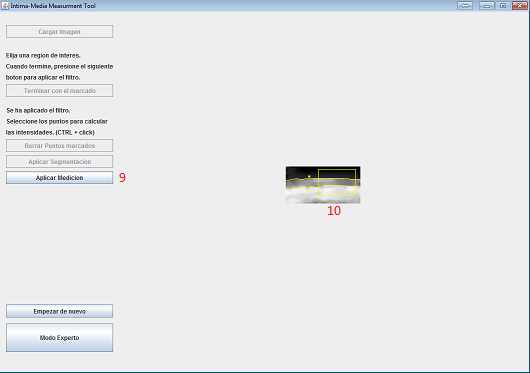 Intima-Media Measurment Tool
Cargar Imagen
Elija una region de interes.
Cuando termine, presione el siguiente
boton para aplicar el filtro.
Terminar con el marcado
Se ha aplicado el filtro.
Seleccione los puntos para calcular
las intensidades. (CTRL + click)
Borrar Puntos marcados
Aplicar Segmentacion
Aplicar Medicion
9
10
Empezar de nuevo
Modo Experto